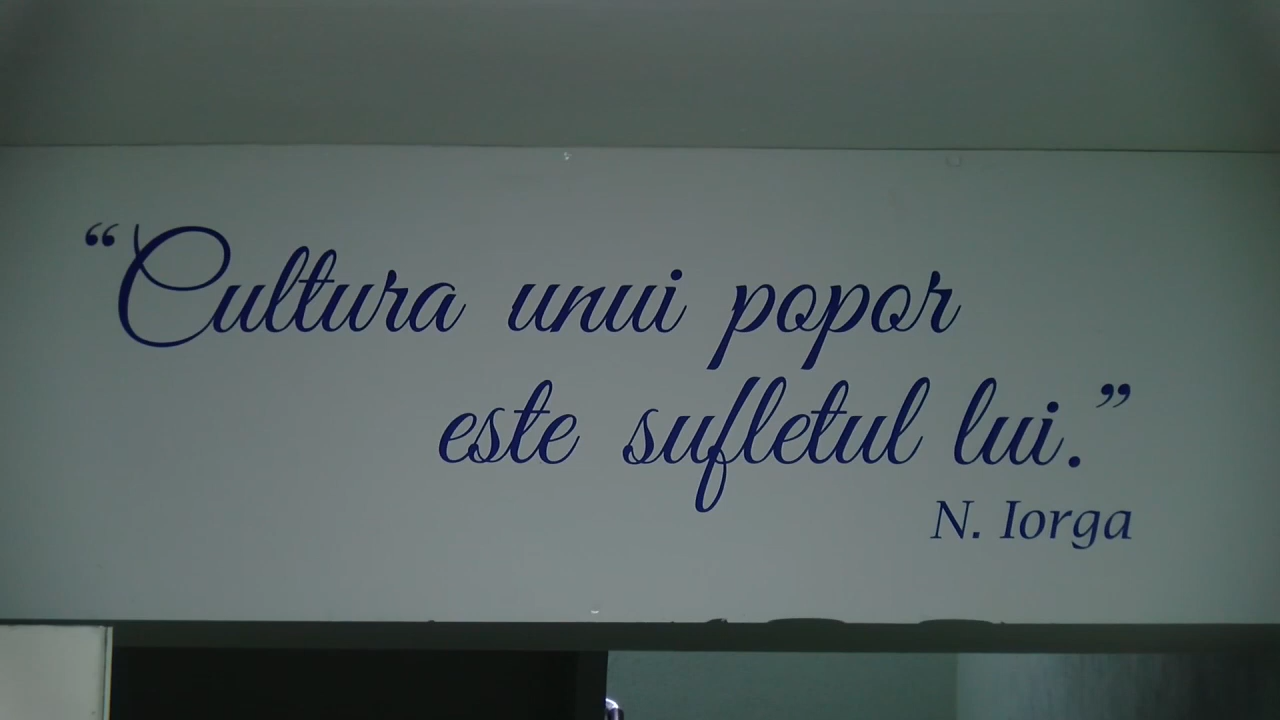 “Cultura unui popor
este sufletul lui.”
N. Iorga